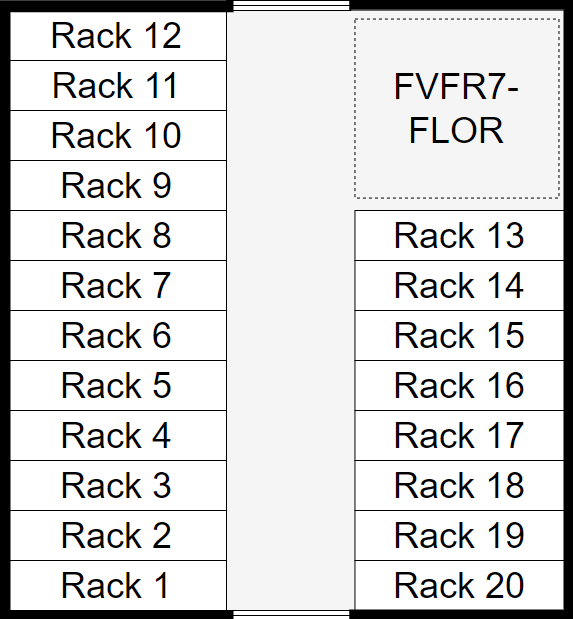 Rack 12
Rack 11
Rack 10
Rack 9
Rack 8
Rack 7
Rack 6
Rack 5
Rack 4
Rack 3
Rack 2
Rack 1
FVFR7-
FLOR
Rack 13
Rack 14
Rack 15
Rack 16
Rack 17
Rack 18
Rack 19
Rack 20